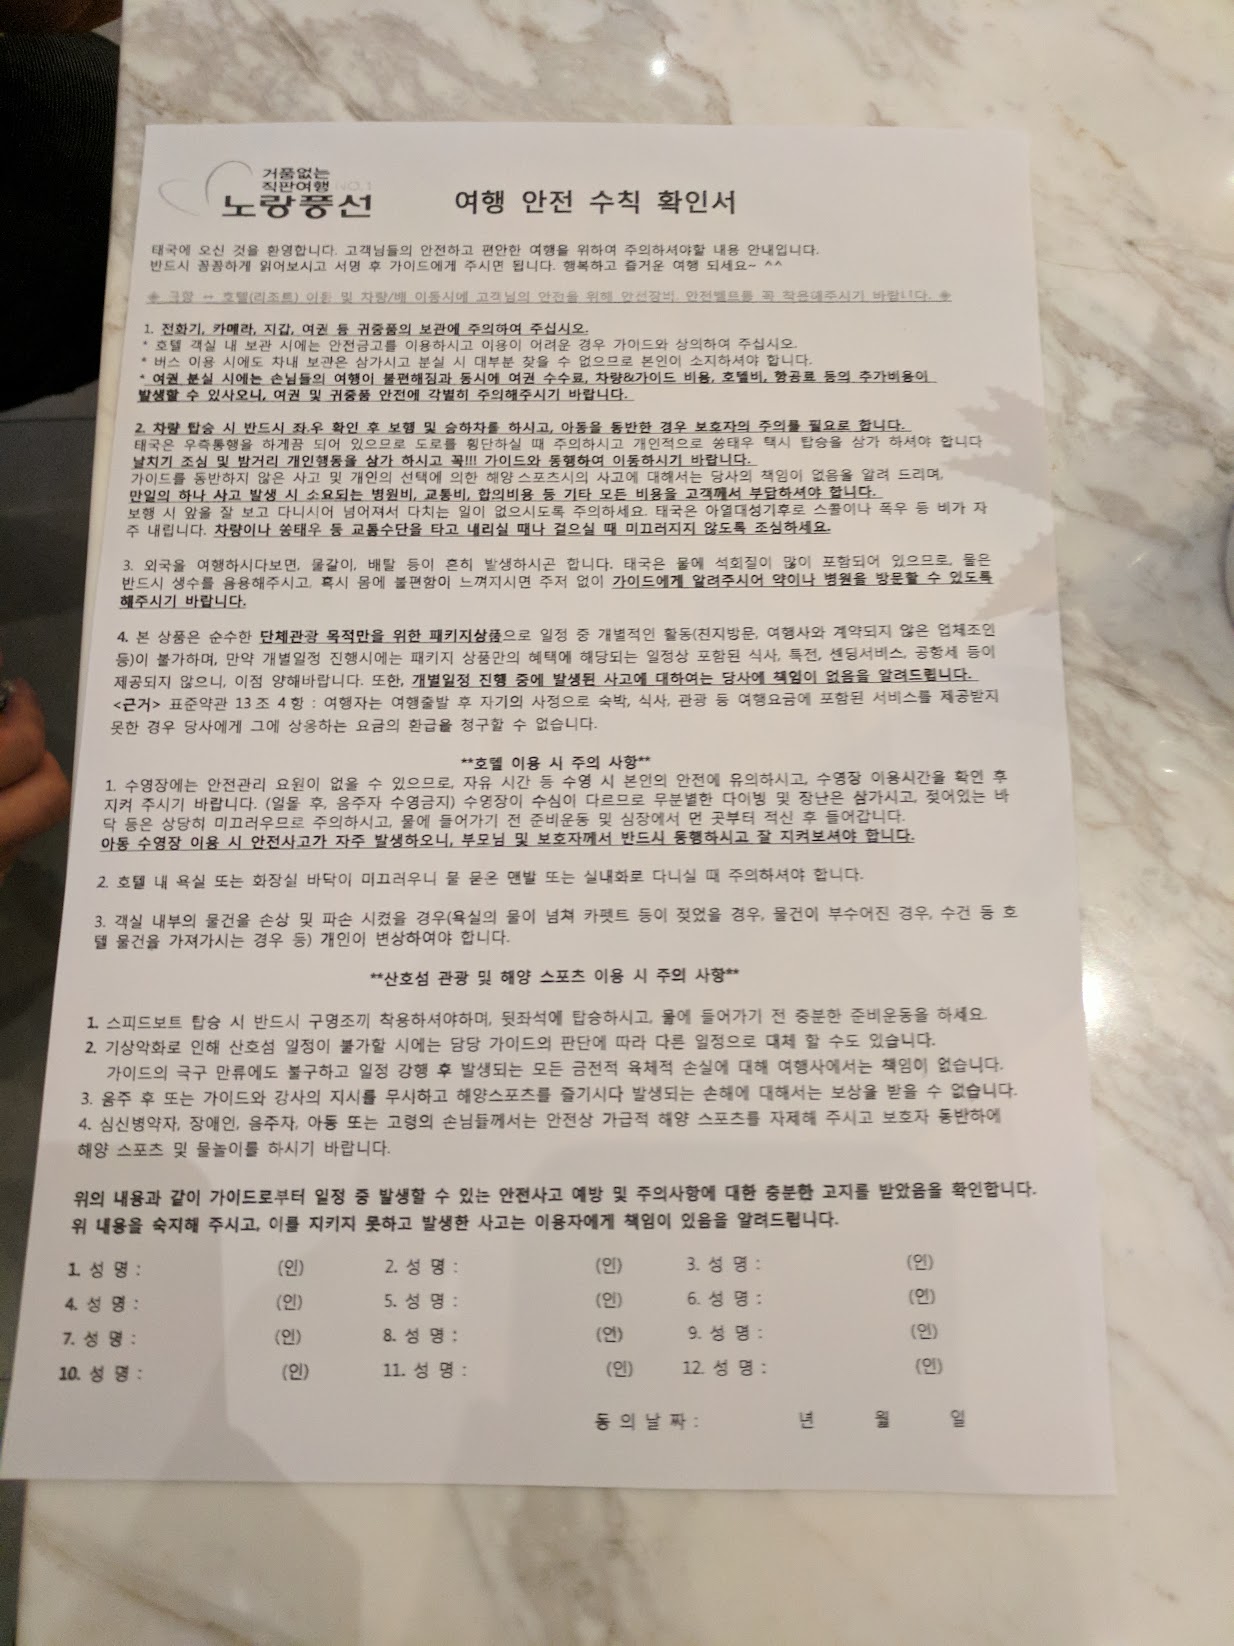 거품없는
직판여행 NO.1
노랑풍선
여행 안전 수칙 확인서
태국에 오신 것을 환영합니다. 고객님들의 안전하고 편안한 여행을 위하여 주의하셔야할 내용 안내입니다.
반드시 꼼꼼하게 읽어보시고 서명 후 가이드에게 주시면 됩니다. 행복하고 즐거운 여행 되세요~ ^^
◈ 공항 ↔ 호텔(리조트) 이동 및 차량/배 이동시에 고객님의 안전을 위해 안전장비, 안전벨트를 꼭 착용해주시기 바랍니다. ◈
1. 전화기, 카메라, 지갑, 여권 등 귀중품의 보관에 주의하여 주십시오.
* 호텔 객실 내 보관 시에는 안전금고를 이용하시고 이용이 어려운 경우 가이드와 상의하여 주십시오.
* 버스 이용 시에도 차내 보관은 삼가시고 분실 시 대부분 찾을 수 없으므로 본인이 소지하셔야 합니다.
* 여권 분실 시에는 손님들의 여행이 불편해짐과 동시에 여권 수수료, 차량&가이드 비용, 호텔비, 항공료 등의 추가비용이
발생할 수 있사오니, 여권 및 귀중품 안전에 각별히 주의해주시기 바랍니다.
2. 차량 탑승 시 반드시 좌.우 확인 후 보행 및 승하차를 하시고, 아동을 동반한 경우 보호자의 주의를 필요로 합니다.
태국은 우측통행을 하게끔 되어 있으므로 도로를 횡단하실 때 주의하시고 개인적으로 쏭태우 택시 탑승을 삼가 하셔야 합니다
날치기 조심 및 밤거리 개인행동을 삼가 하시고 꼭!!! 가이드와 동행하여 이동하시기 바랍니다.
가이드를 동반하지 않은 사고 및 개인의 선택에 의한 해양 스포츠시의 사고에 대해서는 당사의 책임이 없음을 알려 드리며,
만일의 하나 사고 발생 시 소요되는 병원비, 교통비, 합의비용 등 기타 모든 비용을 고객께서 부담하셔야 합니다.
보행 시 앞을 잘 보고 다니시어 넘어져서 다치는 일이 없으시도록 주의하세요. 태국은 아열대성기후로 스콜이나 폭우 등 비가 자
주 내립니다. 차량이나 쏭태우 등 교통수단을 타고 내리실 때나 걸으실 때 미끄러지지 않도록 조심하세요.
3. 외국을 여행하시다보면, 물갈이, 배탈 등이 흔히 발생하시곤 합니다. 태국은 물에 석회질이 많이 포함되어 있으므로, 물은
반드시 생수를 음용해주시고, 혹시 몸에 불편함이 느껴지시면 주저 없이 가이드에게 알려주시어 약이나 병원을 방문할 수 있도록
해주시기 바랍니다.
4. 본 상품은 순수한 단체관광 목적만을 위한 패키지상품으로 일정 중 개별적인 활동(친지방문, 여행사와 계약되지 않은 업체조인
등)이 불가하며, 만약 개별일정 진행시에는 패키지 상품만의 혜택에 해당되는 일정상 포함된 식사, 특전, 센딩서비스, 공항세 등이
제공되지 않으니, 이점 양해바랍니다. 또한, 개별일정 진행 중에 발생된 사고에 대하여는 당사에 책임이 없음을 알려드립니다.
<근거> 표준약관 13조 4항 : 여행자는 여행출발 후 자기의 사정으로 숙박, 식사, 관광 등 여행요금에 포함된 서비스를 제공받지
못한 경우 당사에게 그에 상응하는 요금의 환급을 청구할 수 없습니다.
**호텔 이용 시 주의 사항**
1. 수영장에는 안전관리 요원이 없을 수 있으므로, 자유 시간 등 수영 시 본인의 안전에 유의하시고, 수영장 이용시간을 확인 후
지켜 주시기 바랍니다. (일몰 후, 음주자 수영금지) 수영장이 수심이 다르므로 무분별한 다이빙 및 장난은 삼가시고, 젖어있는 바
닥 등은 상당히 미끄러우므로 주의하시고, 물에 들어가기 전 준비운동 및 심장에서 먼 곳부터 적신 후 들어갑니다.
아동 수영장 이용 시 안전사고가 자주 발생하오니, 부모님 및 보호자께서 반드시 동행하시고 잘 지켜보셔야 합니다.
2. 호텔 내 욕실 또는 화장실 바닥이 미끄러우니 물 묻은 맨발 또는 실내화로 다니실 때 주의하셔야 합니다.
3. 객실 내부의 물건을 손상 및 파손 시켰을 경우(욕실의 물이 넘쳐 카펫트 등이 젖었을 경우, 물건이 부수어진 경우, 수건 등 호
텔 물건을 가져가시는 경우 등) 개인이 변상하여야 합니다.
**산호섬 관광 및 해양 스포츠 이용 시 주의 사항**
1. 스피드보트 탑승 시 반드시 구명조끼 착용하셔야하며, 뒷좌석에 탑승하시고, 물에 들어가기 전 충분한 준비운동을 하세요.
2. 기상악화로 인해 산호섬 일정이 불가할 시에는 담당 가이드의 판단에 따라 다른 일정으로 대체 할 수도 있습니다.
가이드의 극구 만류에도 불구하고 일정 강행 후 발생되는 모든 금전적 육체적 손실에 대해 여행사에서는 책임이 없습니다.
3. 음주 후 또는 가이드와 강사의 지시를 무시하고 해양스포츠를 즐기시다 발생되는 손해에 대해서는 보상을 받을 수 없습니다.
4. 심신병약자, 장애인, 음주자, 아동 또는 고령의 손님들께서는 안전상 가급적 해양 스포츠를 자제해 주시고 보호자 동반하에
해양 스포츠 및 물놀이를 하시기 바랍니다.
위의 내용과 같이 가이드로부터 일정 중 발생할 수 있는 안전사고 예방 및 주의사항에 대한 충분한 고지를 받았음을 확인합니다.
위 내용을 숙지해 주시고, 이를 지키지 못하고 발생한 사고는 이용자에게 책임이 있음을 알려드립니다.
1. 성 명 : (인) 2. 성 명 : (인) 3. 성 명 : (인)
4. 성 명 : (인) 5. 성 명 : (인) 6. 성 명 : (인)
7. 성 명 : (인) 8. 성 명 : (인) 9. 성 명 : (인)
10. 성 명 : (인) 11. 성 명 : (인) 12. 성 명 : (인)
동 의 날 짜 : 년 월 일